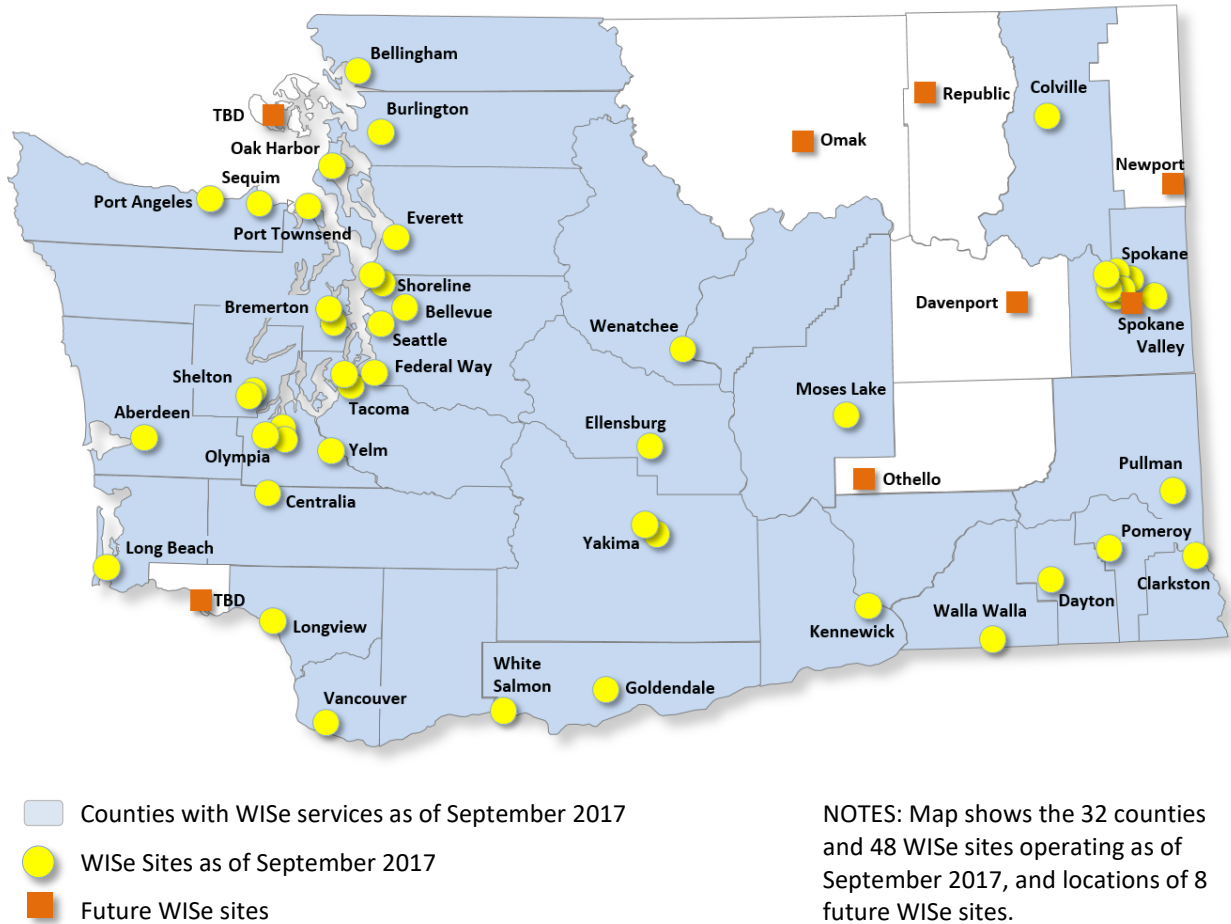 Bellingham
Republic
Colville
TBD
Burlington
Omak
Oak Harbor
Newport
Sequim
Port Angeles
Everett
Port Townsend
Spokane
Shoreline
Davenport
Bremerton
Bellevue
Wenatchee
Spokane
Valley
Seattle
Federal Way
Shelton
Moses Lake
Tacoma
Aberdeen
Ellensburg
Olympia
Yelm
Pullman
Othello
Centralia
Pomeroy
Yakima
Long Beach
Clarkston
TBD
Dayton
Walla Walla
Longview
Kennewick
White
Salmon
Goldendale
Vancouver
Counties with WISe services as of September 2017
WISe Sites as of September 2017
Future WISe sites
NOTES: Map shows the 32 counties
and 48 WISe sites operating as of
September 2017, and locations of 8
future WISe sites.